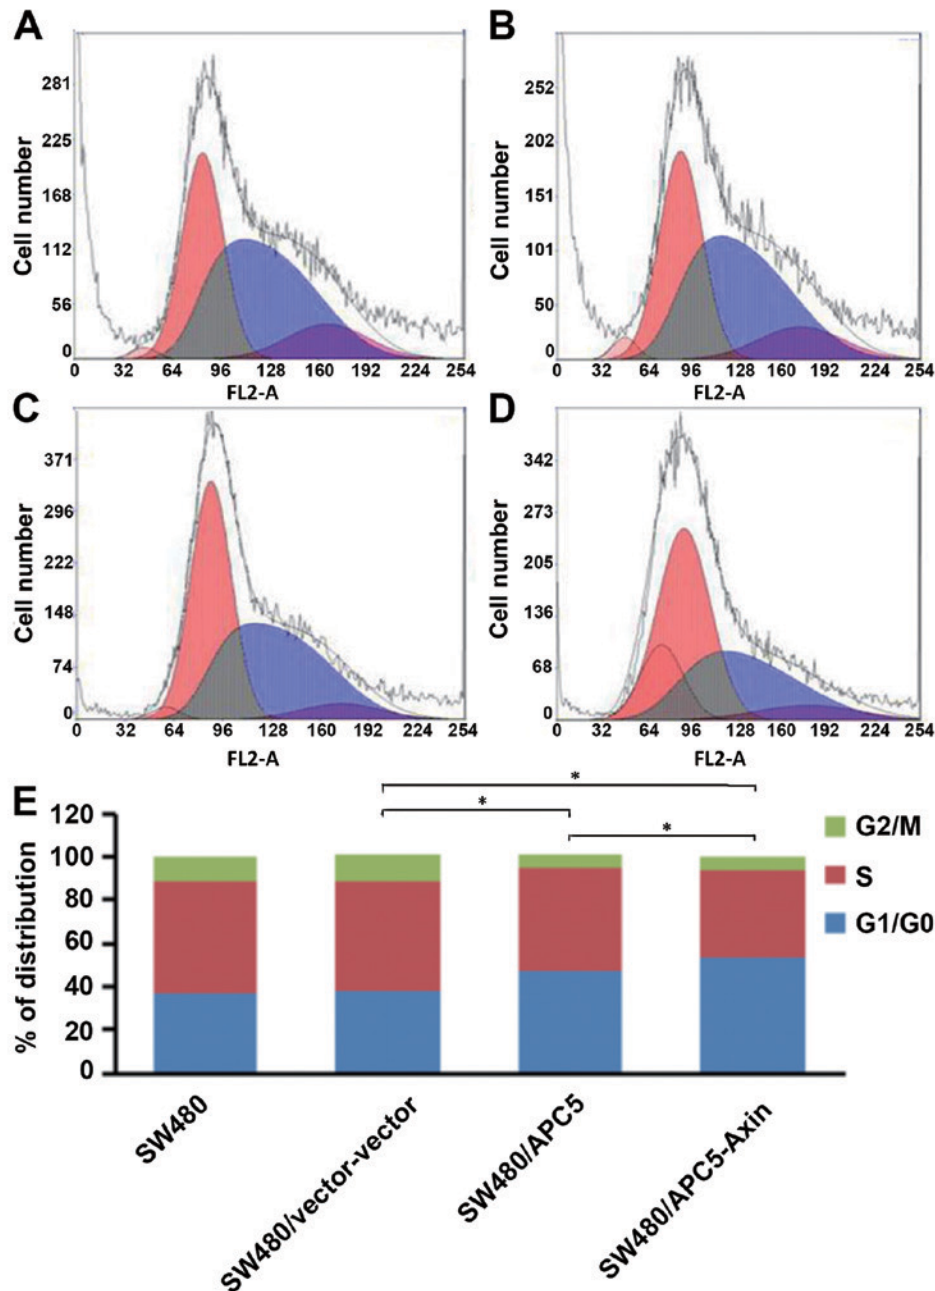 A
Cell number
281
225
168
112
56
0
0 32 64 96 128 160 192 224 254
FL2-A
B
Cell number
252
202
151
101
50
0
0 32 64 96 128 160 192 224 254
FL2-A
C
Cell number
371
296
222
148
74
0
0 32 64 96 128 160 192 224 254
FL2-A
D
Cell number
342
273
205
136
68
0
0 32 64 96 128 160 192 224 254
FL2-A
E
% of distribution
120
100
80
60
40
20
0
*
*
*
G2/M
S
G1/G0
SW480
SW480/vector-vector
SW480/APC5
SW480/APC5-Axin